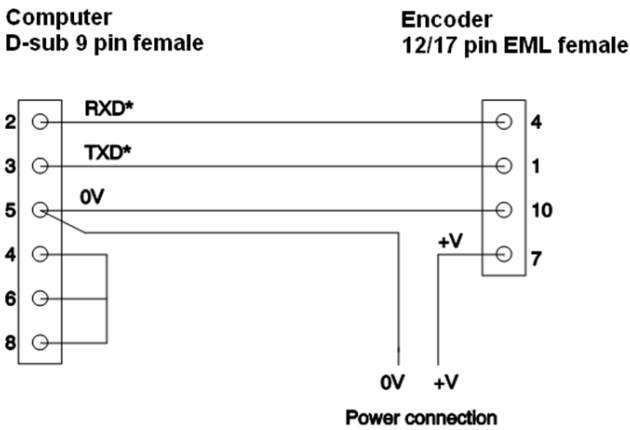 Computer
D-sub 9 pin female
Encoder
12/17 pin EML female
2 RXD* 4
3 TXD* 1
5 0V 10
4 +V 7
6
8
0V +V
Power connection